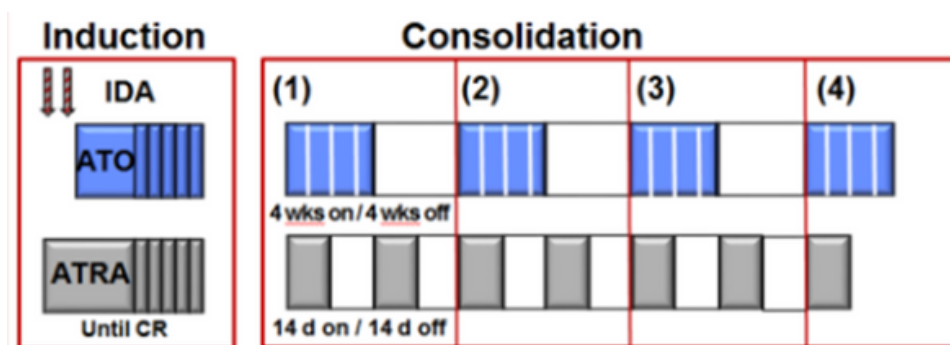 Induction
Consolidation
IDA
ATO
ATRA
Until CR
(1)
(2)
(3)
(4)
4 wks on / 4 wks off
14 d on / 14 d off